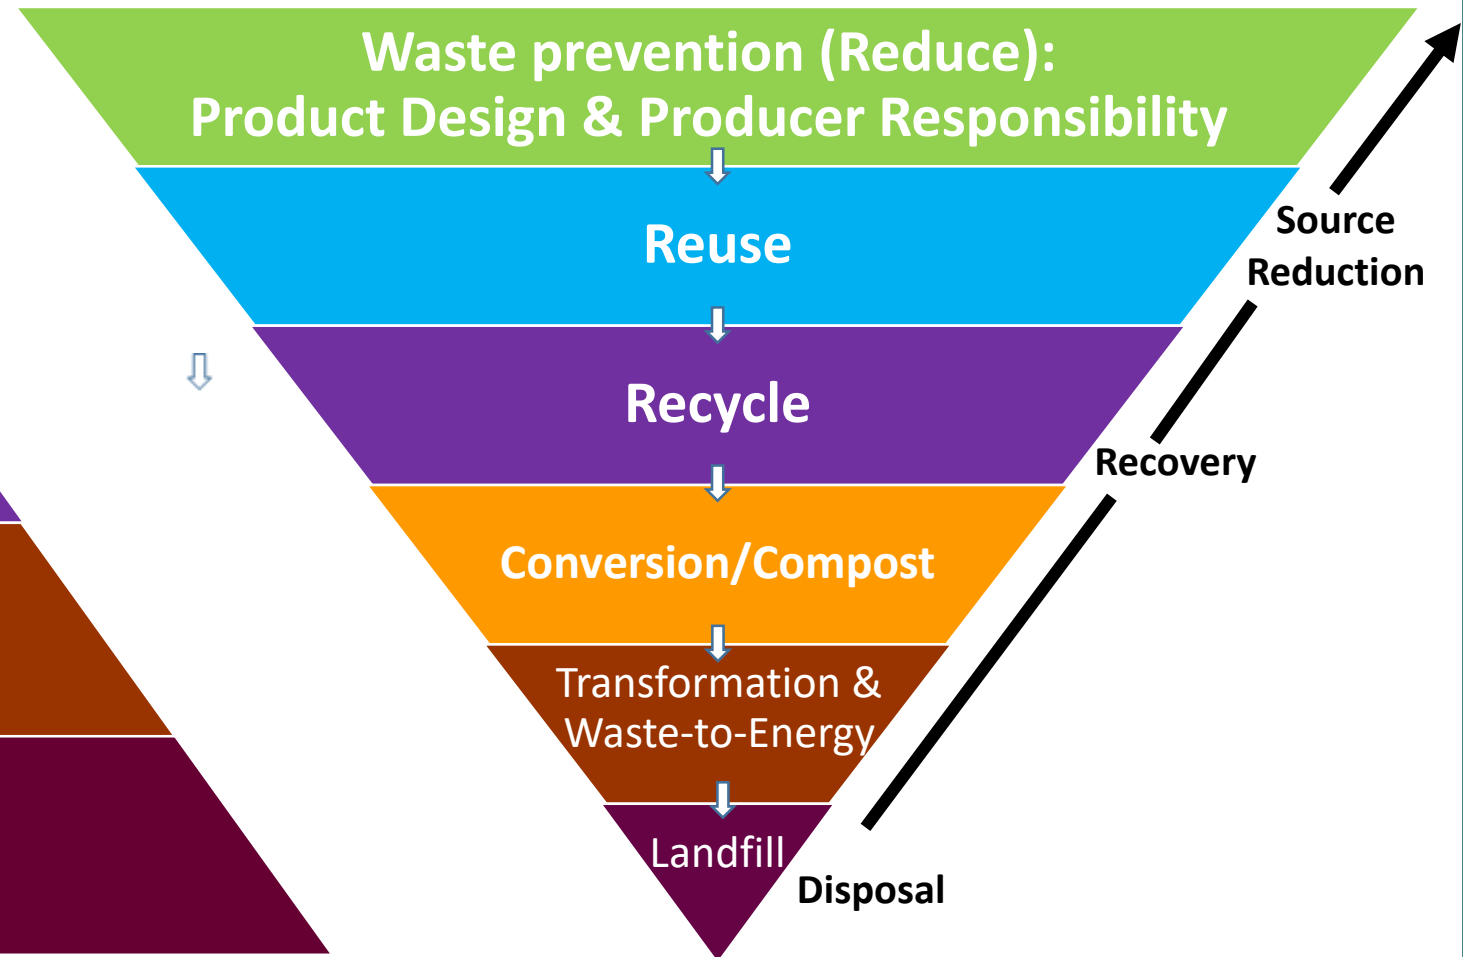 Waste prevention (Reduce):
Product Design & Producer Responsibility
Reuse
Source
Reduction
Recycle
Recovery
Conversion/Compost
Transformation &
Waste-to-Energy
Landfill
Disposal